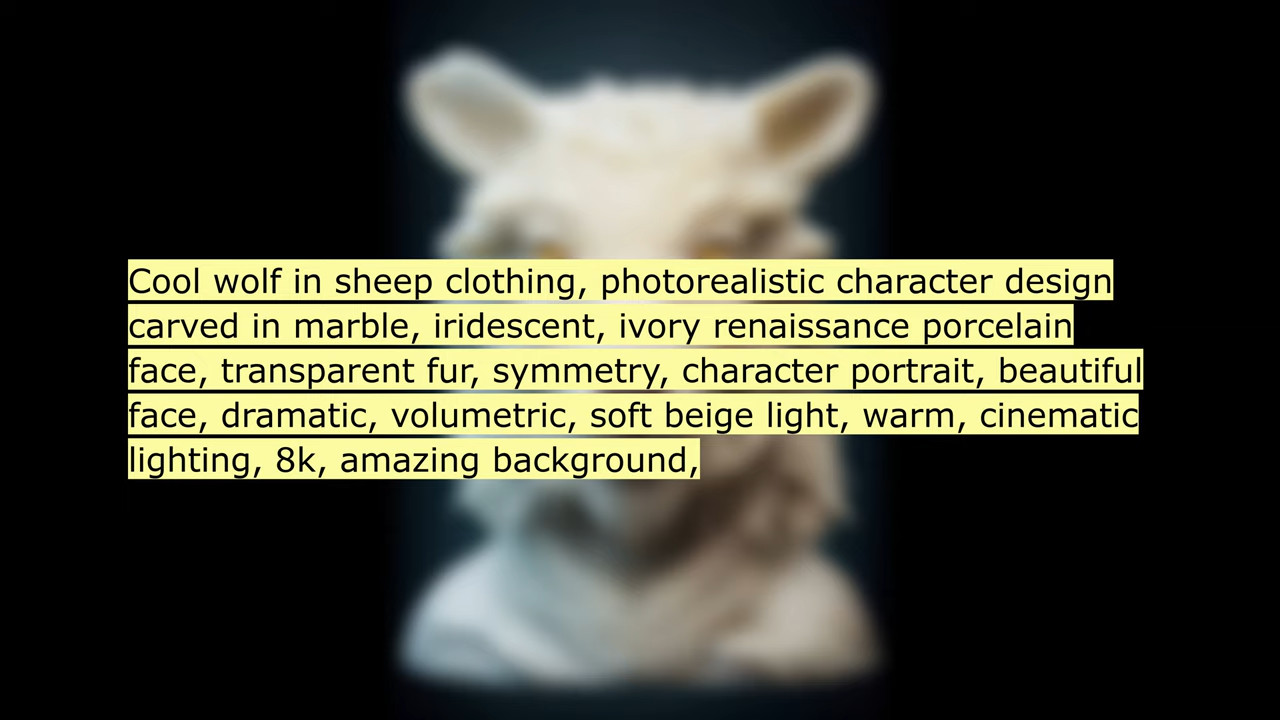 Cool wolf in sheep clothing, photorealistic character design
carved in marble, iridescent, ivory renaissance porcelain
face, transparent fur, symmetry, character portrait, beautiful
face, dramatic, volumetric, soft beige light, warm, cinematic
lighting, 8k, amazing background,